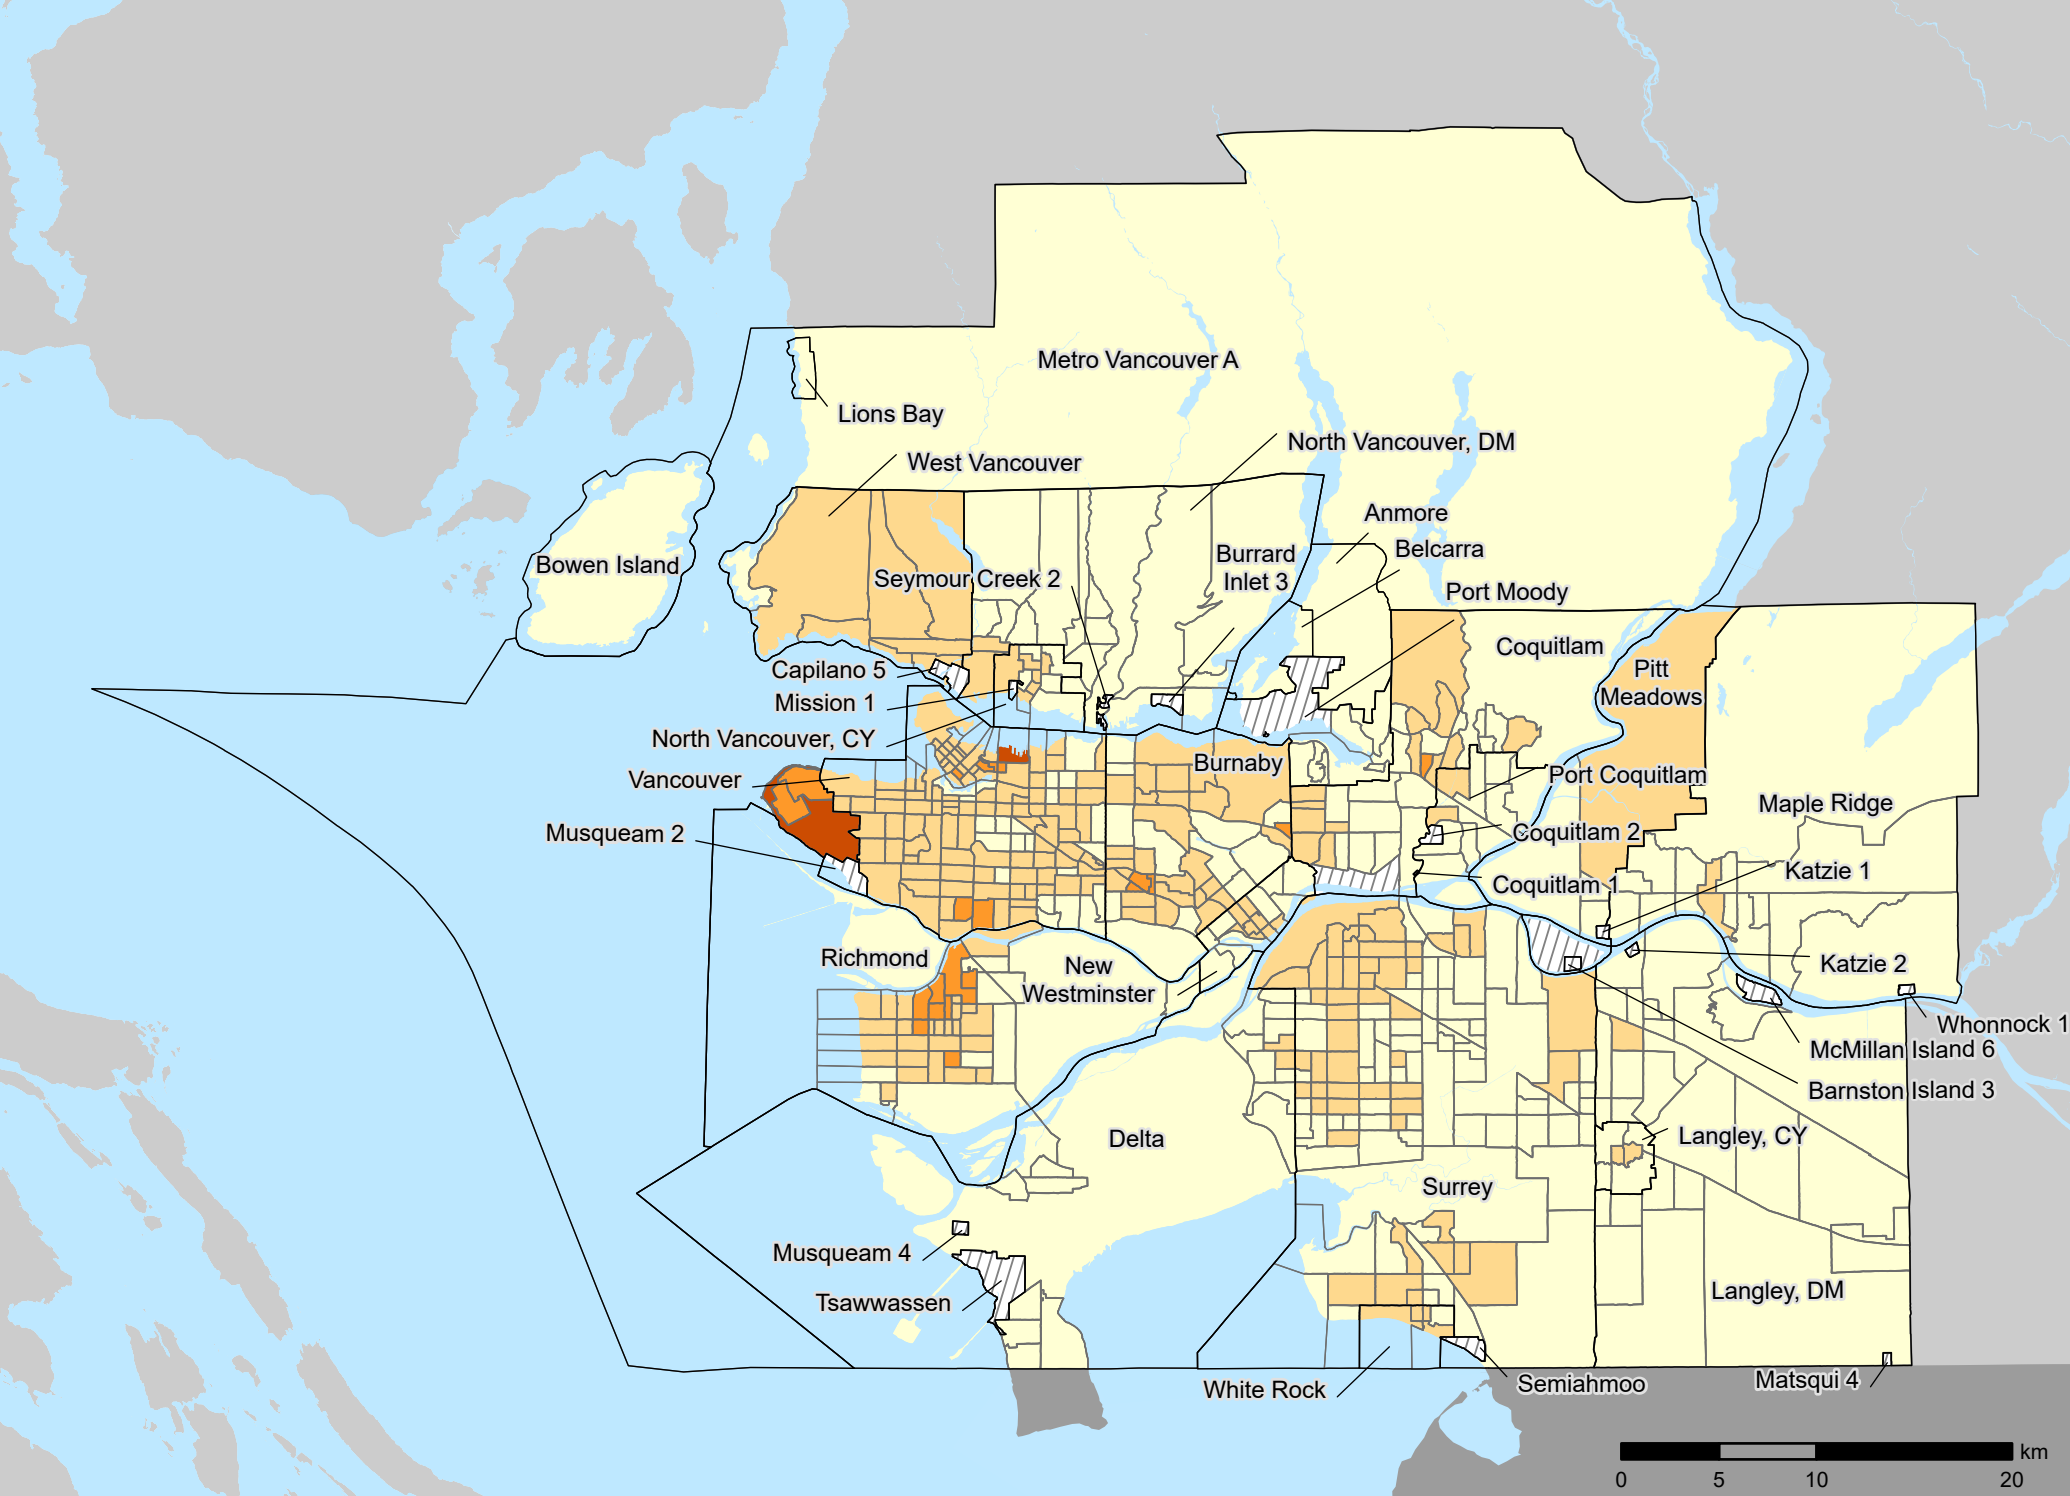 Metro Vancouver A
Lions Bay
North Vancouver, DM
West Vancouver
Anmore
Belcarra
Burrard
Inlet 3
Bowen Island
Seymour Creek 2
Port Moody
Coquitlam
Pitt
Meadows
Capilano 5
Mission 1
North Vancouver, CY
Burnaby
Vancouver
Port Coquitlam
Maple Ridge
Musqueam 2
Coquitlam 2
Katzie 1
Coquitlam 1
Richmond
New
Westminster
Katzie 2
Whonnock 1
McMillan Island 6
Barnston Island 3
Delta
Langley, CY
Surrey
Musqueam 4
Tsawwassen
Langley, DM
White Rock
Semiahmoo
Matsqui 4
km
0 5 10 20